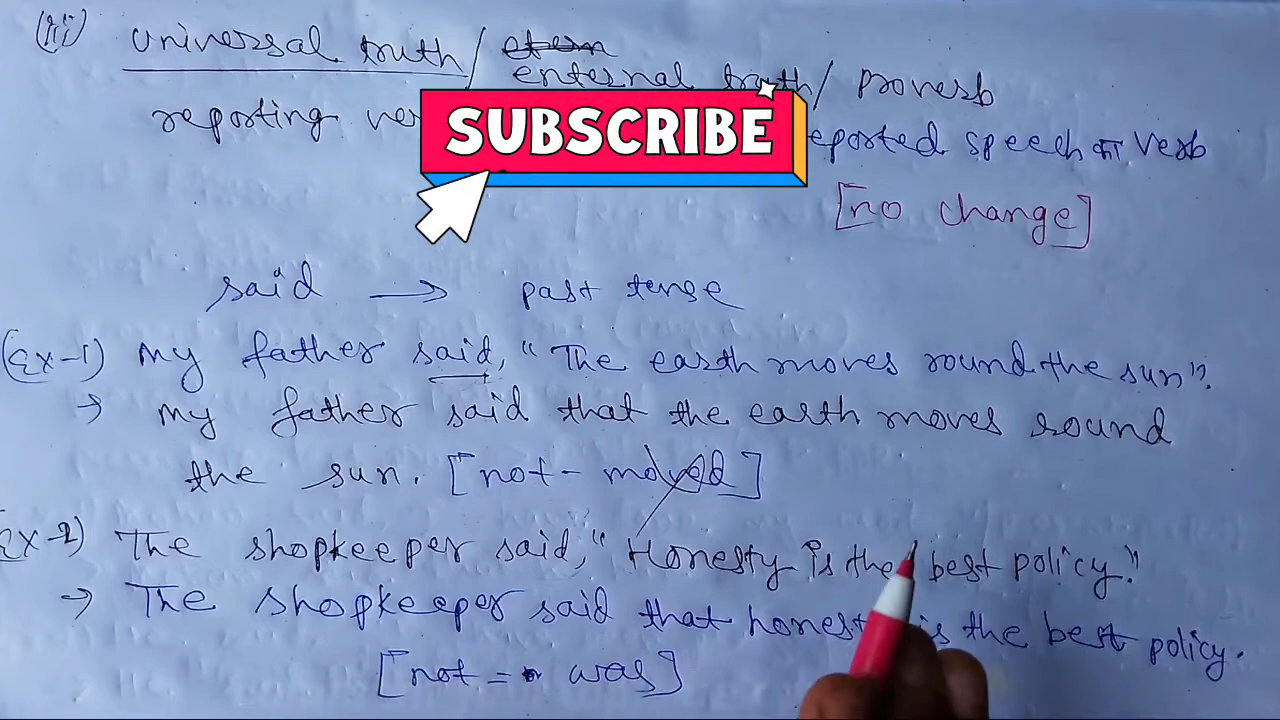 (iii) universal truth/ enternal truth/ proverb
reporting
SUBSCRIBE
reported speech এর verb
[no change]
said → past tense
(Ex-1) My father said, "The earth moves round the sun".
→ My father said that the earth moves round
the sun. [not - moved]
(Ex-2) The shopkeeper said, "Honesty is the best policy."
→ The shopkeeper said that honesty is the best policy.
[not = was]